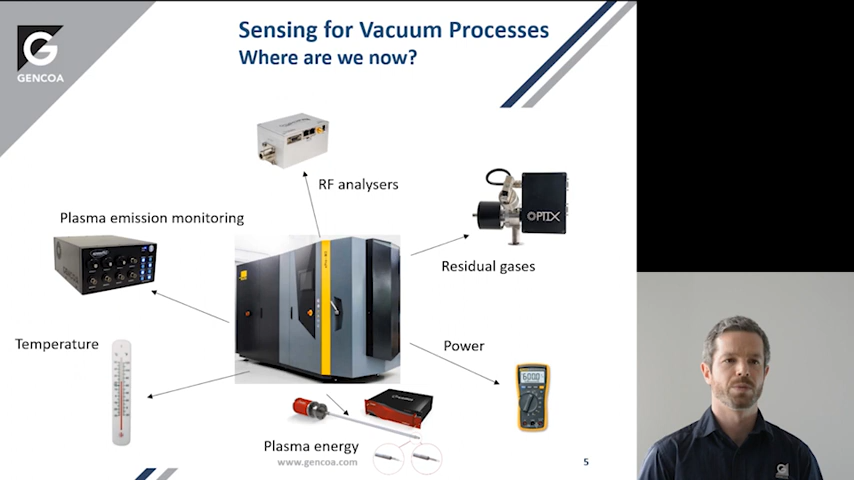 Sensing for Vacuum Processes
Where are we now?
GENCOA
RF analysers
Plasma emission monitoring
OPTIX
Residual gases
Temperature
Power
Plasma energy
www.gencoa.com
5